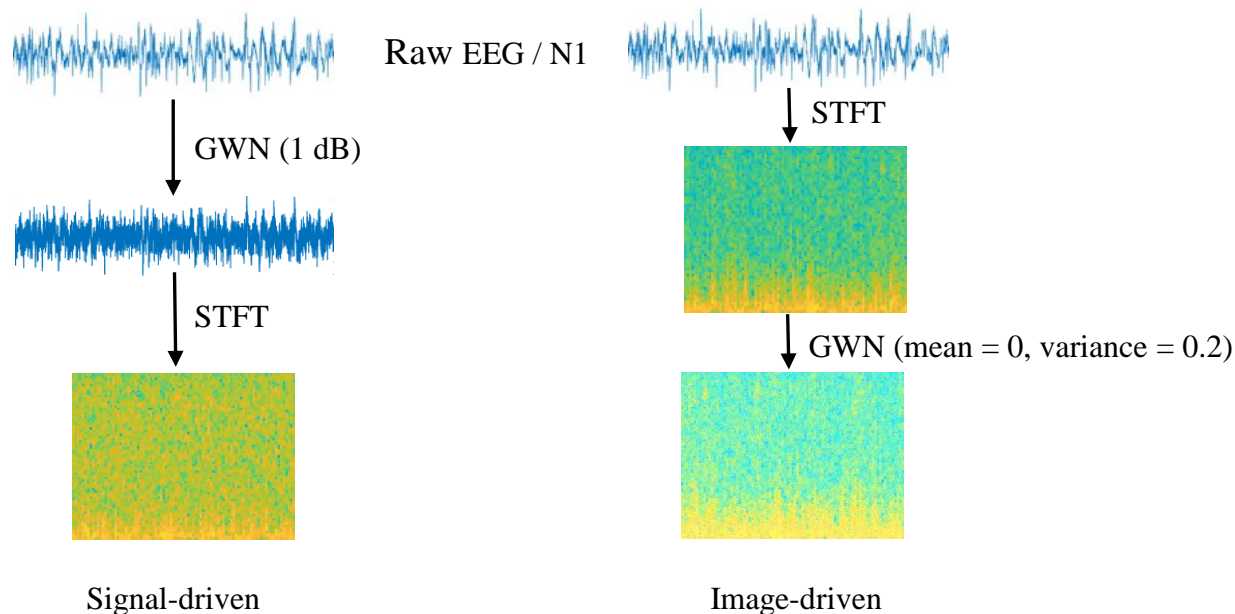 Raw EEG / N1
STFT
GWN (1 dB)
STFT
GWN (mean = 0, variance = 0.2)
Signal-driven
Image-driven